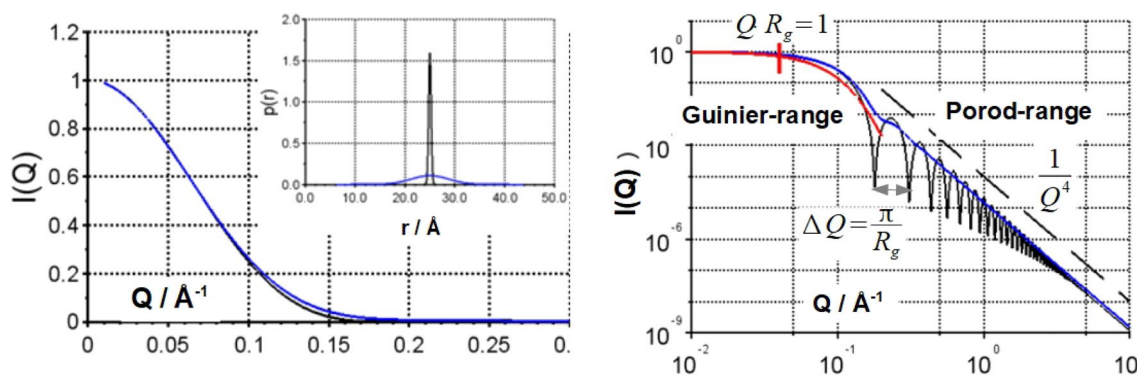 1.2
1
0.8
0.6
0.4
0.2
0
I(Q)
Q / Å⁻¹
0 0.05 0.1 0.15 0.2 0.25 0.
2.0
1.5
1.0
0.5
0.0
p(r)
0.0 10.0 20.0 30.0 40.0 50.0
r / Å
Q R_g = 1
10⁰
Guinier-range
Porod-range
10
1/Q⁴
I(Q)
ΔQ = π/R_g
10⁻⁶
Q / Å⁻¹
10⁻⁹
10⁻² 10⁻¹ 10⁰ 10